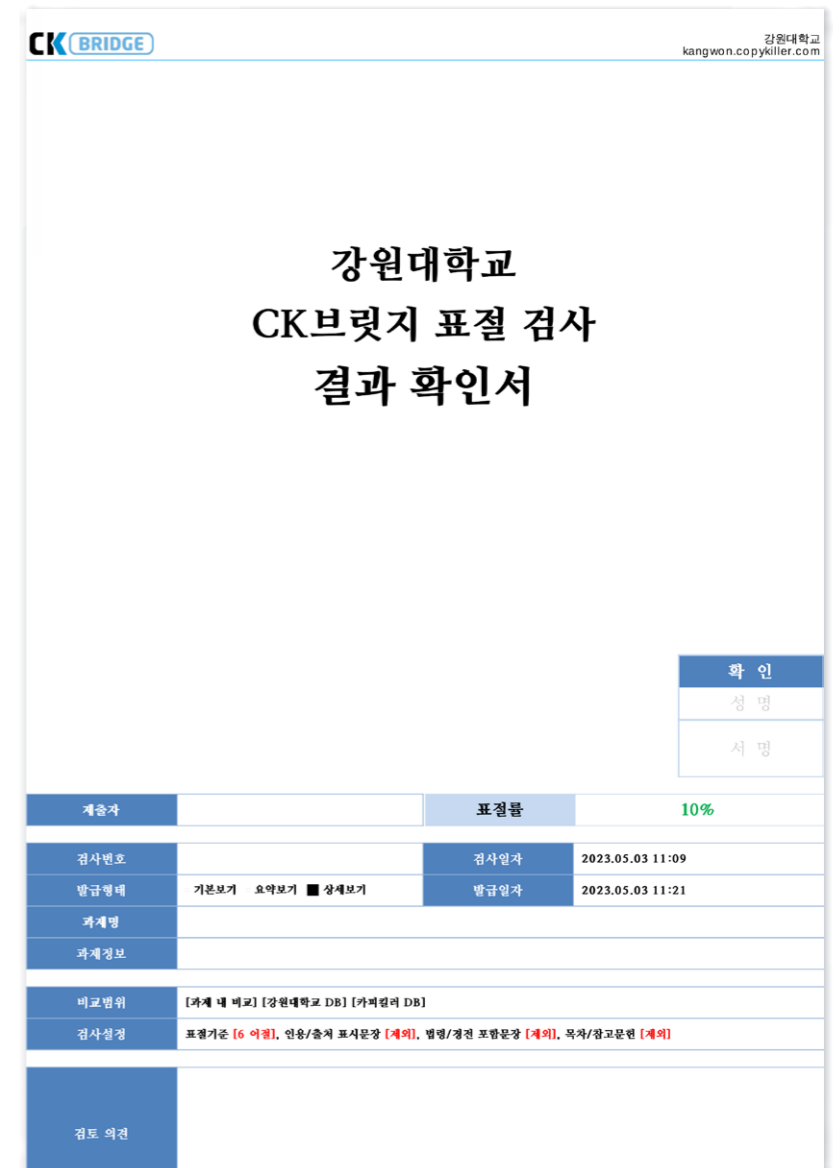 CK BRIDGE
강원대학교
kangwon.copykiller.com
강원대학교
CK브릿지 표절 검사
결과 확인서
확 인
성 명
서 명
제출자 표절률 10%
검사번호 검사일자 2023.05.03 11:09
발급형태 기본보기 요약보기 ■ 상세보기 발급일자 2023.05.03 11:21
과제명
과제정보
비교범위 [과제 내 비교] [강원대학교 DB] [카피킬러 DB]
검사설정 표절기준 [6 어절], 인용/출처 표시문장 [제외], 법령/경전 포함문장 [제외], 목차/참고문헌 [제외]
검토 의견